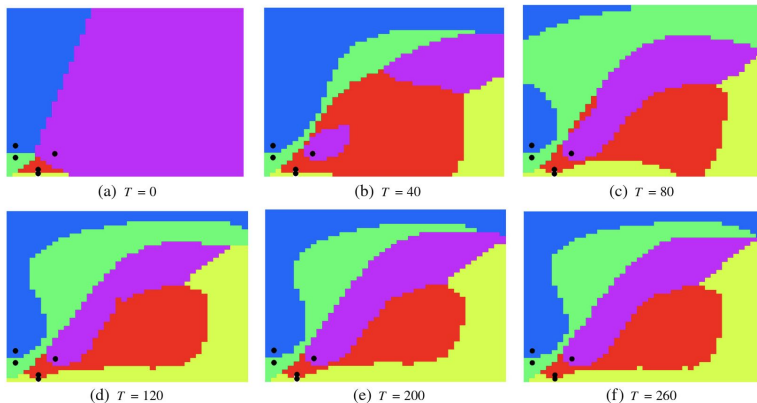 (a) T = 0
(b) T = 40
(c) T = 80
(d) T = 120
(e) T = 200
(f) T = 260